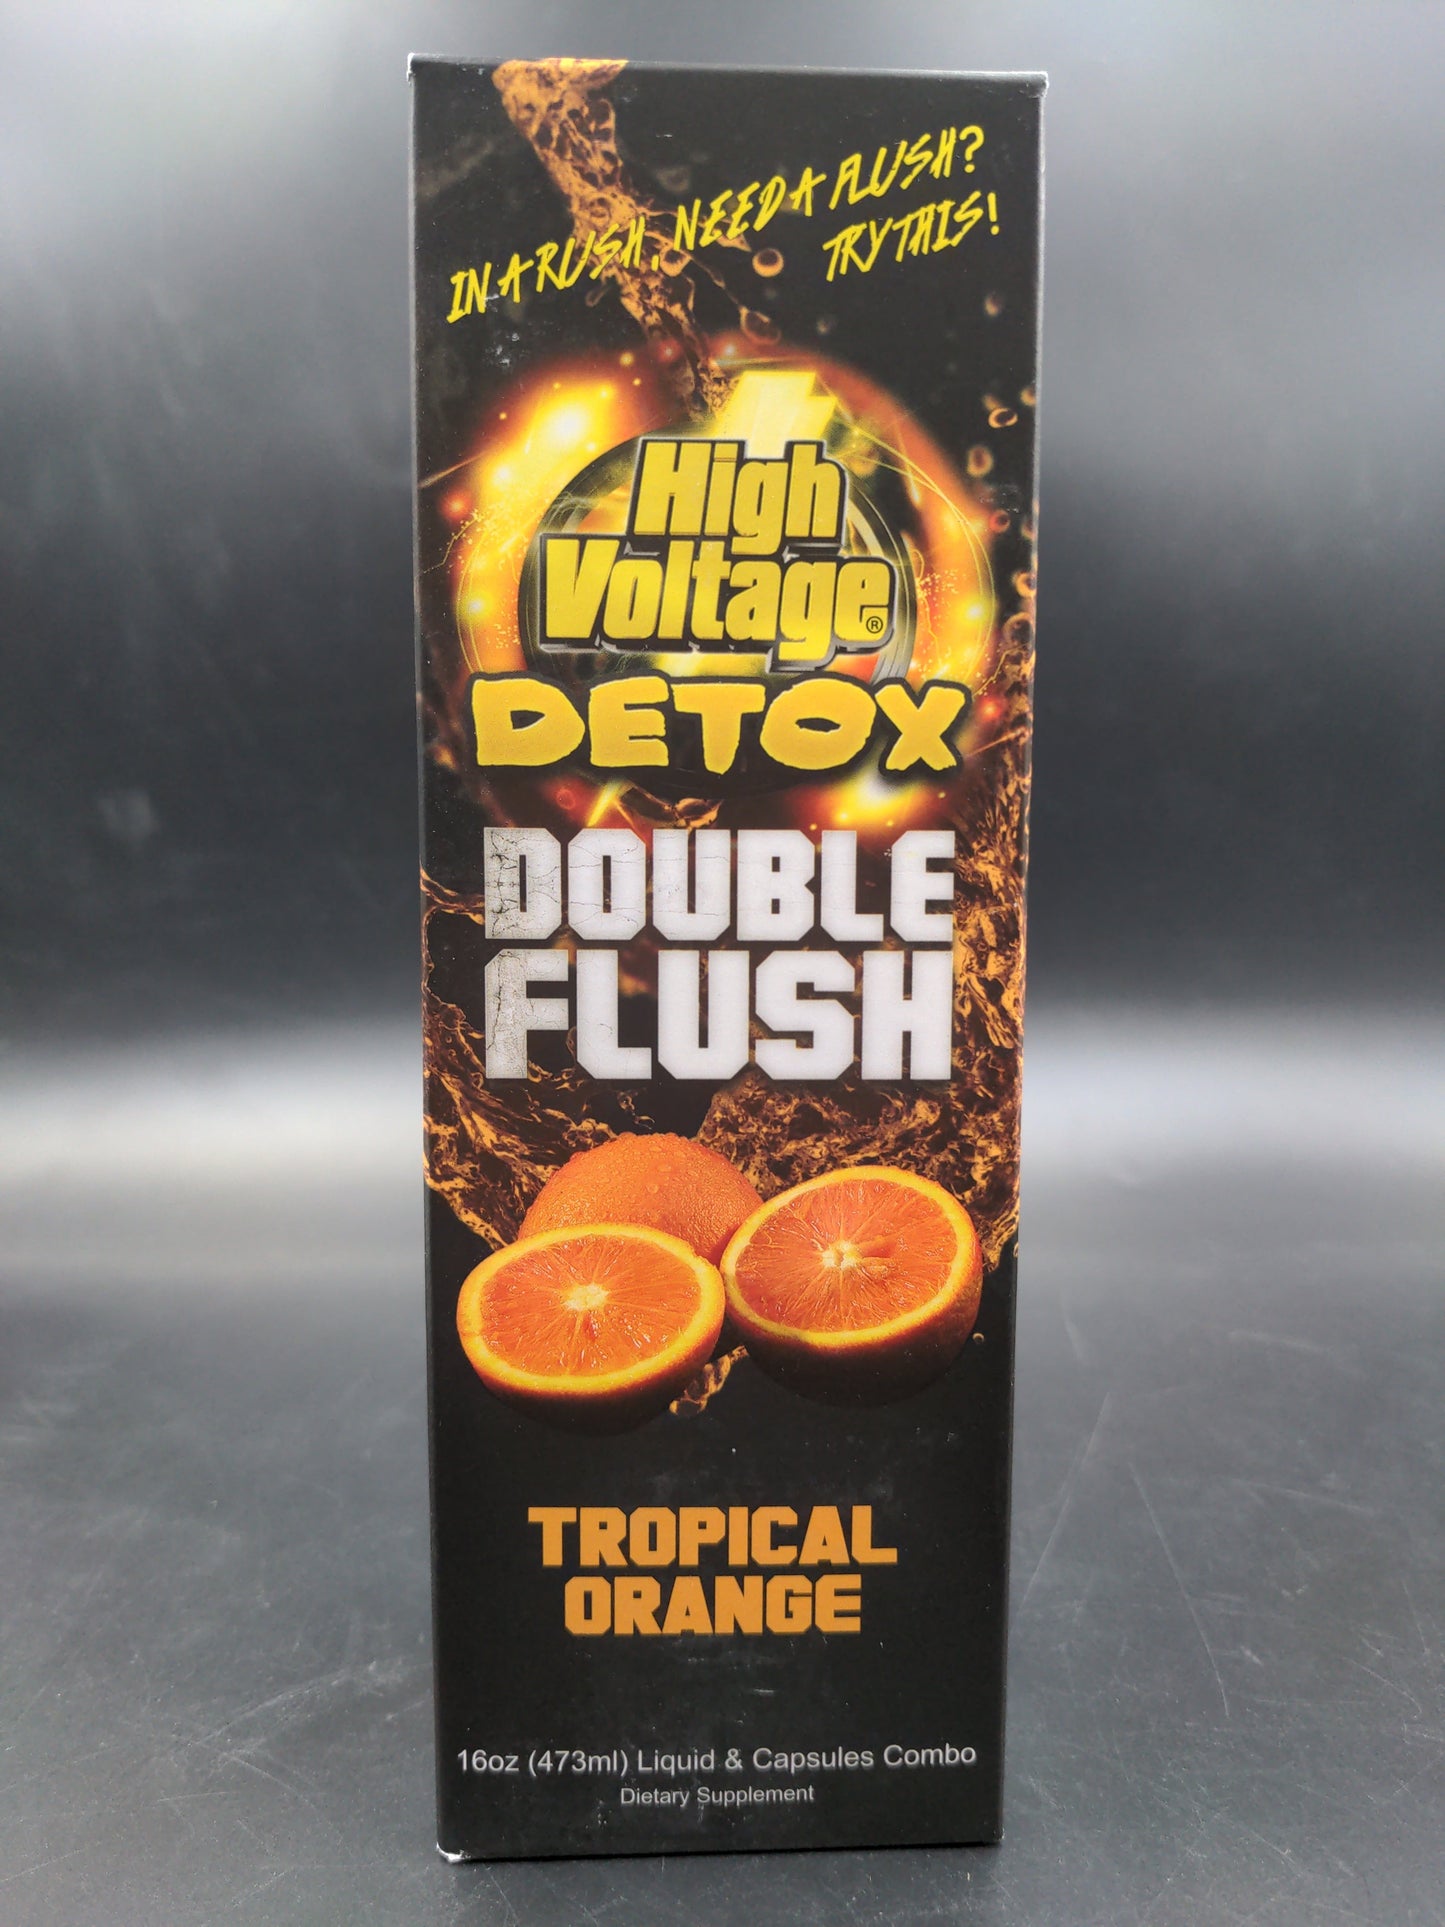 IN A RUSH, NEED A FLUSH?
TRY THIS!
High
Voltage®
DETOX
DOUBLE
FLUSH
TROPICAL
ORANGE
16oz (473ml) Liquid & Capsules Combo
Dietary Supplement